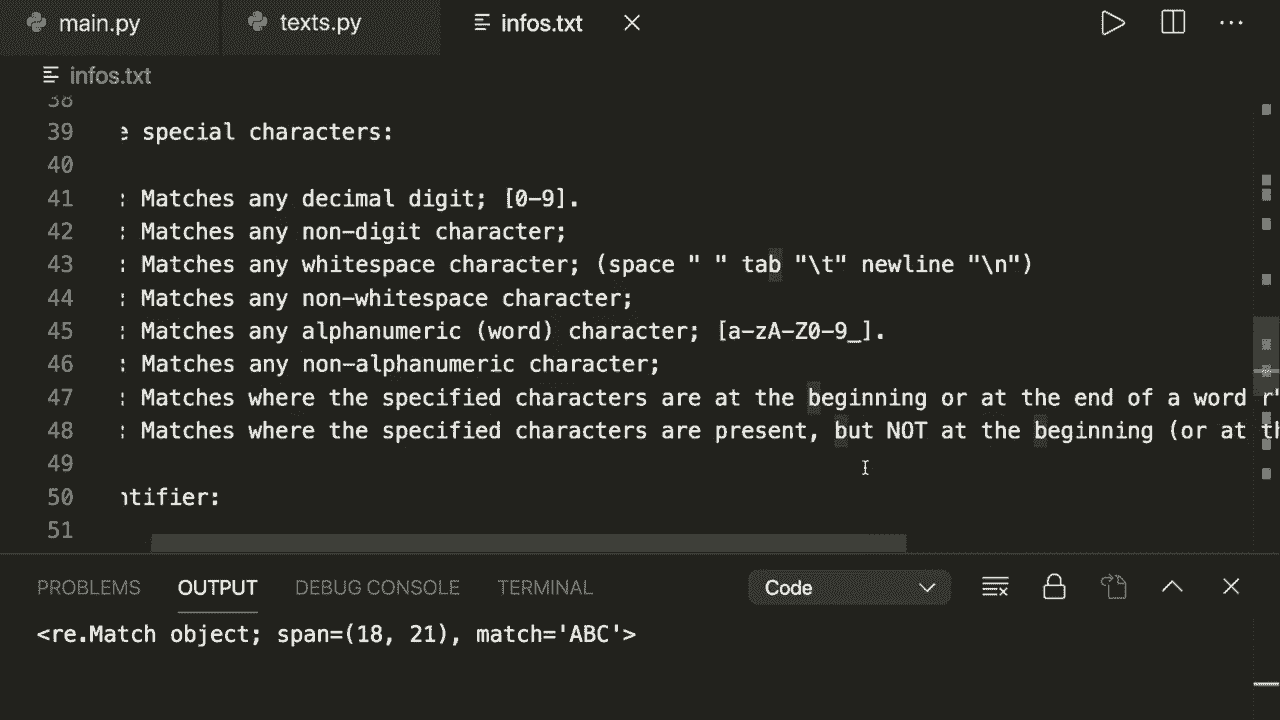 main.py texts.py infos.txt
infos.txt
38
39 special characters:
40
41 : Matches any decimal digit; [0-9].
42 : Matches any non-digit character;
43 : Matches any whitespace character; (space " " tab "\t" newline "\n")
44 : Matches any non-whitespace character;
45 : Matches any alphanumeric (word) character; [a-zA-Z0-9_].
46 : Matches any non-alphanumeric character;
47 : Matches where the specified characters are at the beginning or at the end of a word r"
48 : Matches where the specified characters are present, but NOT at the beginning (or at th
49
50 ntifier:
51
PROBLEMS OUTPUT DEBUG CONSOLE TERMINAL Code
<re.Match object; span=(18, 21), match='ABC'>